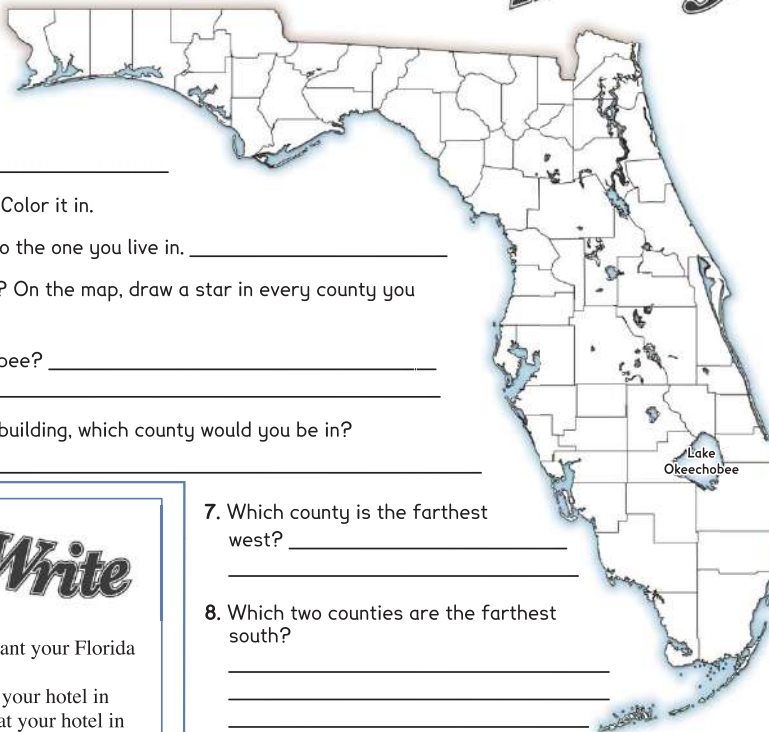 Color it in.
o the one you live in.
? On the map, draw a star in every county you
bee?
building, which county would you be in?
Lake
Okeechobee
7. Which county is the farthest
west?
8. Which two counties are the farthest
south?
Write
ant your Florida
your hotel in
at your hotel in